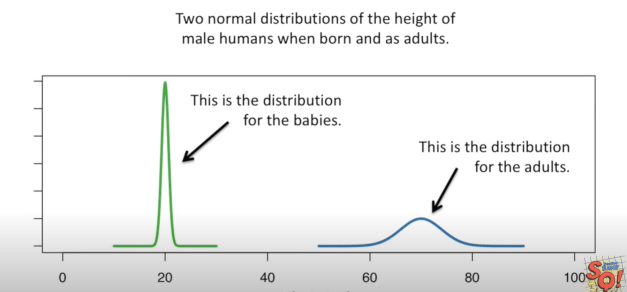 Two normal distributions of the height of
male humans when born and as adults.
This is the distribution
for the babies.
This is the distribution
for the adults.
0 20 40 60 80 100